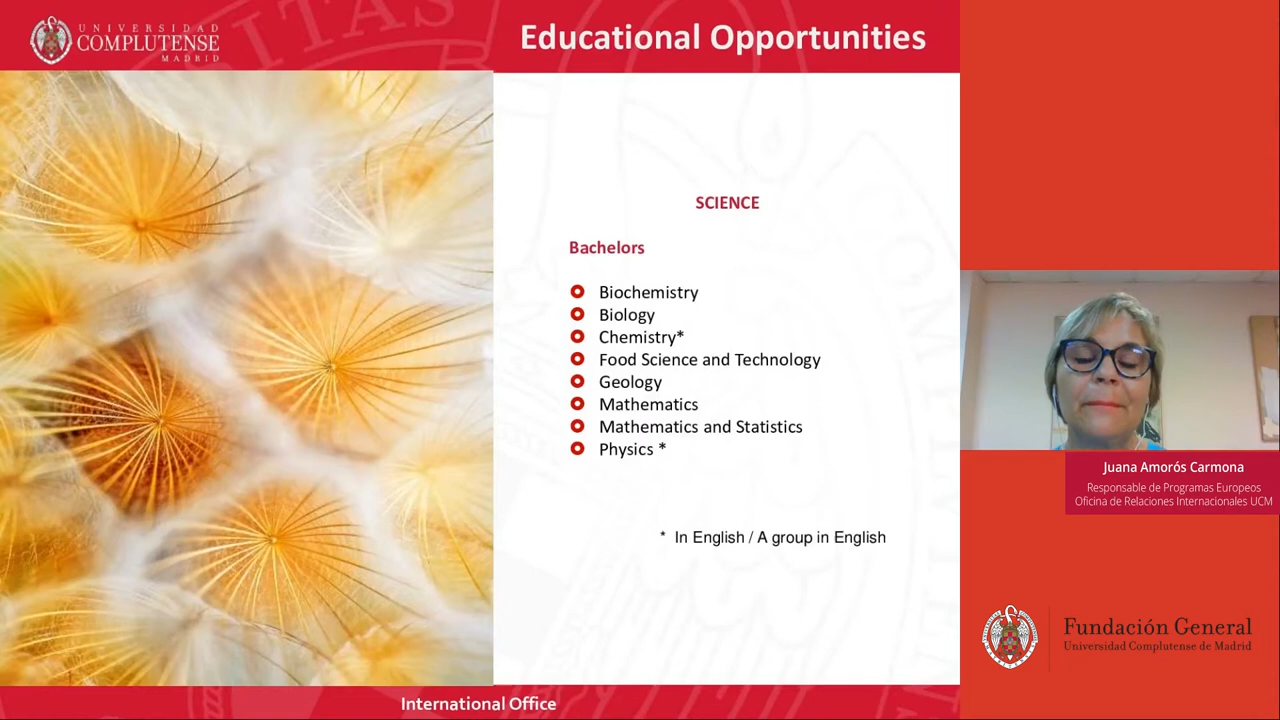 UNIVERSIDAD
COMPLUTENSE
MADRID
Educational Opportunities
SCIENCE
Bachelors
Biochemistry
Biology
Chemistry*
Food Science and Technology
Geology
Mathematics
Mathematics and Statistics
Physics *
* In English / A group in English
International Office
Juana Amorós Carmona
Responsable de Programas Europeos
Oficina de Relaciones Internacionales UCM
Fundación General
Universidad Complutense de Madrid